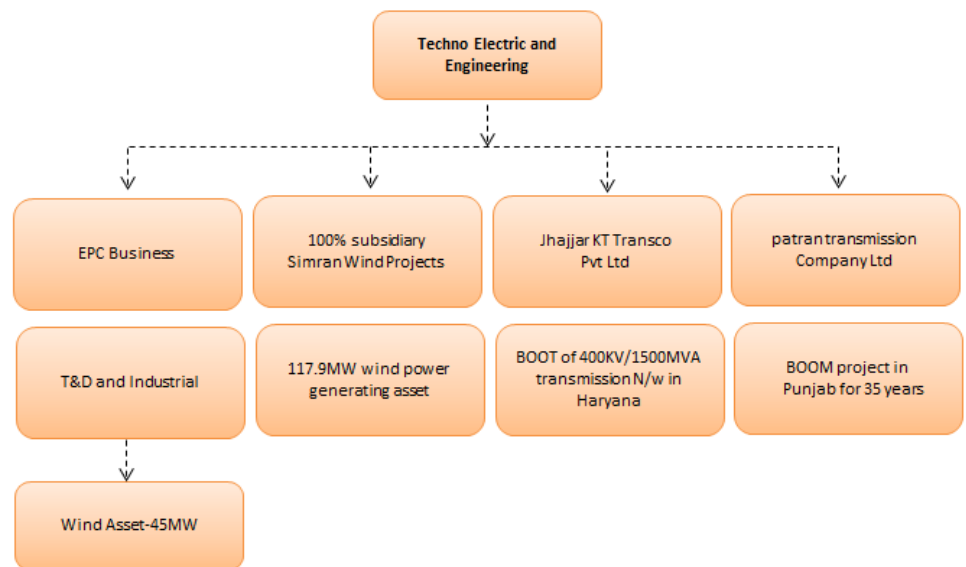 Techno Electric and
Engineering
EPC Business
100% subsidiary
Simran Wind Projects
Jhajjar KT Transco
Pvt Ltd
patran transmission
Company Ltd
T&D and Industrial
117.9MW wind power
generating asset
BOOT of 400KV/1500MVA
transmission N/w in
Haryana
BOOM project in
Punjab for 35 years
Wind Asset-45MW